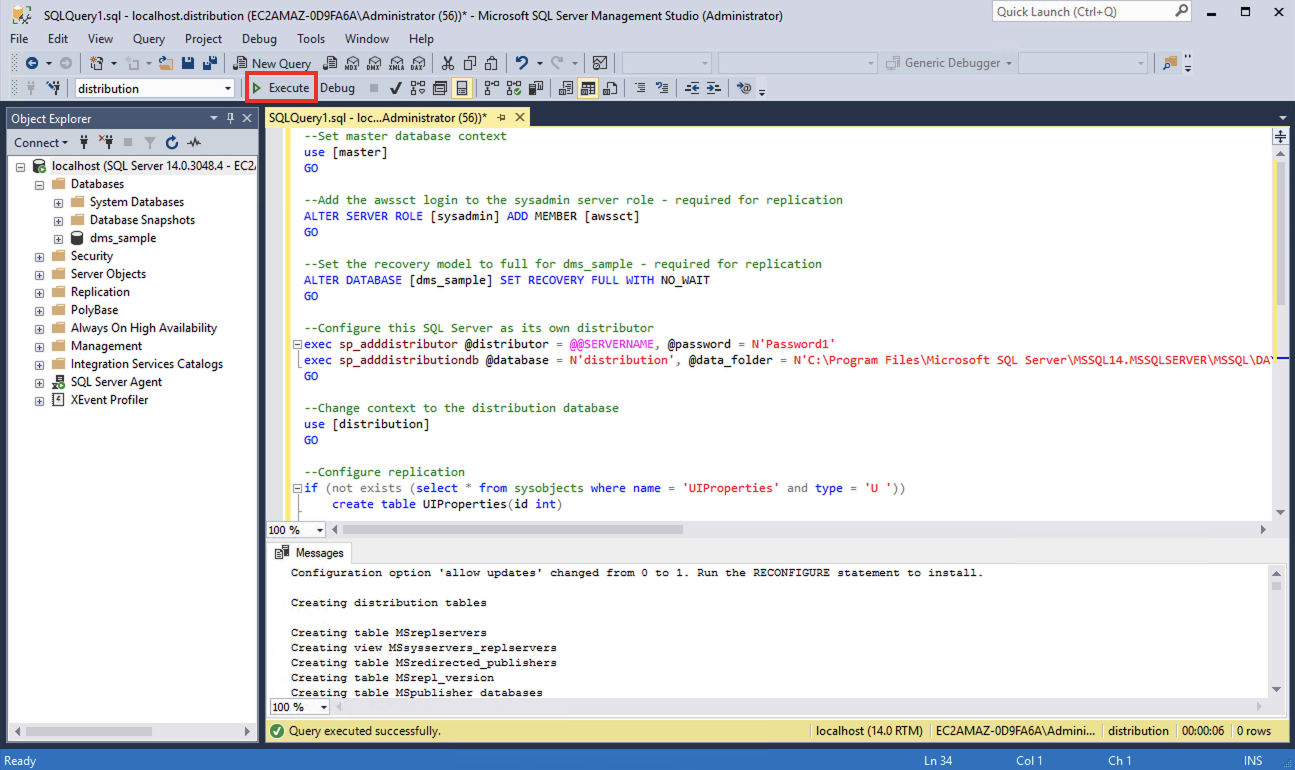 SQLQuery1.sql - localhost.distribution (EC2AMAZ-0D9FA6A\Administrator (56))* - Microsoft SQL Server Management Studio (Administrator)
Quick Launch (Ctrl+Q)
File Edit View Query Project Debug Tools Window Help
New Query MDX DMX XMLA DAX Generic Debugger
distribution Execute Debug
Object Explorer
SQLQuery1.sql - loc...Administrator (56))*
Connect
localhost (SQL Server 14.0.3048.4 - EC2A
Databases
System Databases
Database Snapshots
dms_sample
Security
Server Objects
Replication
PolyBase
Always On High Availability
Management
Integration Services Catalogs
SQL Server Agent
XEvent Profiler
--Set master database context
use [master]
GO
--Add the awssct login to the sysadmin server role - required for replication
ALTER SERVER ROLE [sysadmin] ADD MEMBER [awssct]
GO
--Set the recovery model to full for dms_sample - required for replication
ALTER DATABASE [dms_sample] SET RECOVERY FULL WITH NO_WAIT
GO
--Configure this SQL Server as its own distributor
exec sp_adddistributor @distributor = @@SERVERNAME, @password = N'Password1'
exec sp_adddistributiondb @database = N'distribution', @data_folder = N'C:\Program Files\Microsoft SQL Server\MSSQL14.MSSQLSERVER\MSSQL\DA
GO
--Change context to the distribution database
use [distribution]
GO
--Configure replication
if (not exists (select * from sysobjects where name = 'UIProperties' and type = 'U '))
create table UIProperties(id int)
100 %
Messages
Configuration option 'allow updates' changed from 0 to 1. Run the RECONFIGURE statement to install.
Creating distribution tables
Creating table MSreplservers
Creating view MSsysservers_replservers
Creating table MSredirected_publishers
Creating table MSrepl_version
Creating table MSpublisher_databases
100 %
Query executed successfully. localhost (14.0 RTM) EC2AMAZ-0D9FA6A\Admini... distribution 00:00:06 0 rows
Ready Ln 34 Col 1 Ch 1 INS